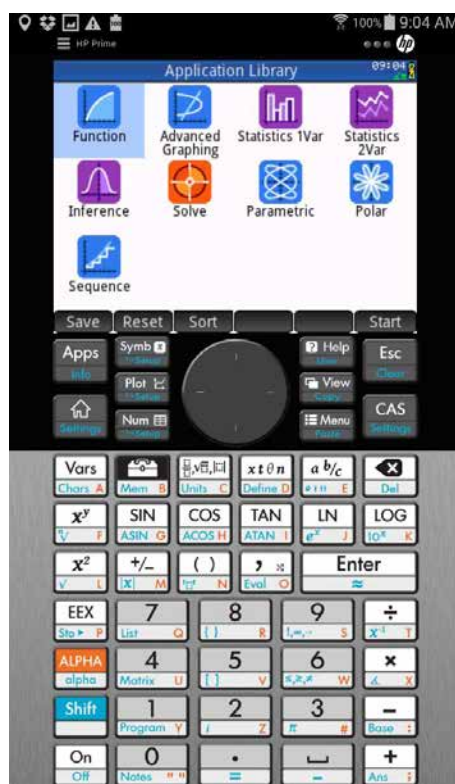 100% 9:04 AM
HP Prime hp
Application Library 09:04
Function Advanced Graphing Statistics 1Var Statistics 2Var
Inference Solve Parametric Polar
Sequence
Save Reset Sort Start
Apps Symb Help Esc
Info Setup User Clear
Plot View
Setup Copy
Num Menu CAS
Settings Setup Paste Settings
Vars a b/c
Chars A Mem B Units C Define D E Del
xʸ SIN COS TAN LN LOG
F ASIN G ACOS H ATAN I eˣ J 10ˣ K
x² +/- ( ) , Enter
√ L |x| M N Eval O ≈
EEX 7 8 9 ÷
Sto ▸ P List Q { } R S x⁻¹ T
ALPHA 4 5 6 ×
alpha Matrix U [ ] V ≤,≥,≠ W ∠ X
Shift 1 2 3 −
Program Y i Z π # Base :
On 0 . +
Off Notes " " = Ans ;